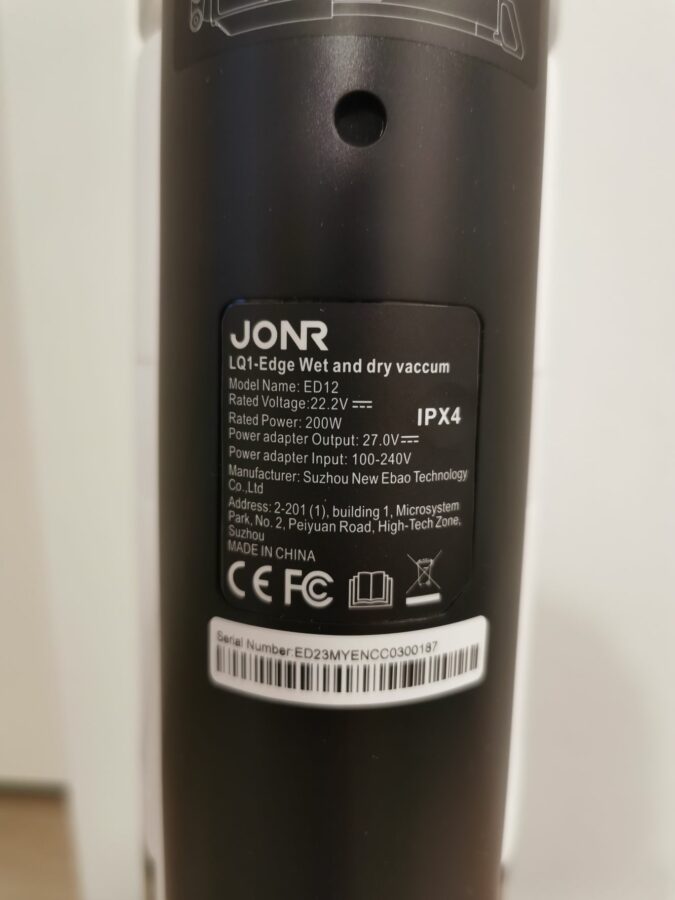 JONR
LQ1-Edge Wet and dry vaccum
Model Name: ED12
Rated Voltage:22.2V
Rated Power: 200W
IPX4
Power adapter Output: 27.0V
Power adapter Input: 100-240V
Manufacturer: Suzhou New Ebao Technology
Co.,Ltd
Address: 2-201 (1), building 1, Microsystem
Park, No. 2, Peiyuan Road, High-Tech Zone,
Suzhou
MADE IN CHINA
CE FC
Serial Number:ED23MYENCC0300187